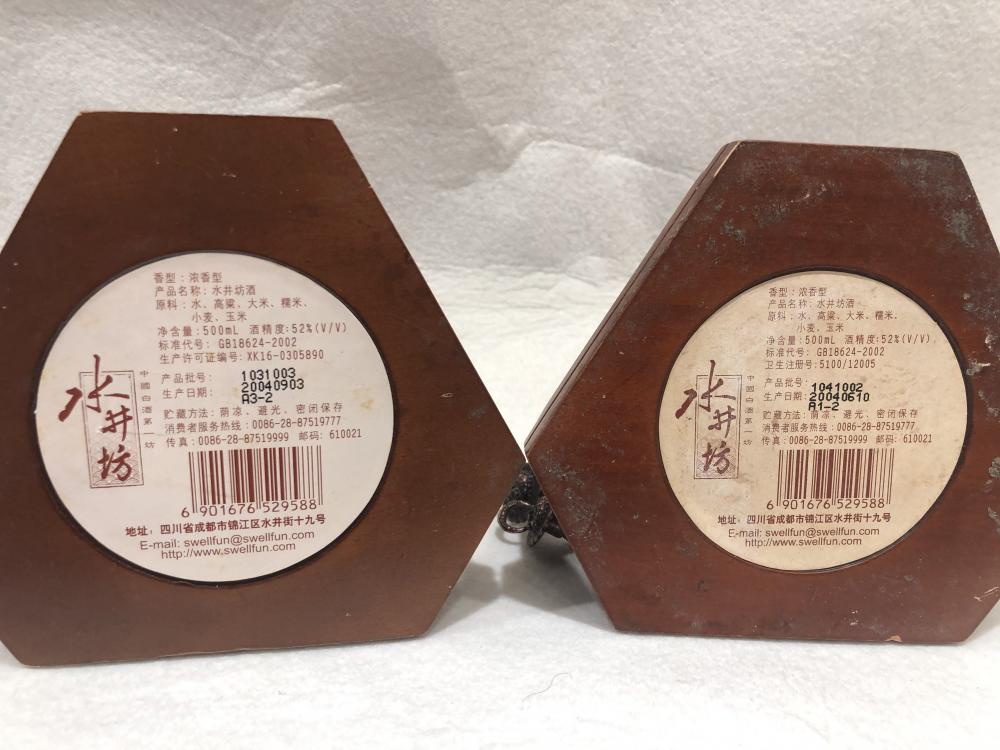 香型：浓香型
产品名称：水井坊酒
原料：水、高粱、大米、糯米、
小麦、玉米
净含量：500mL 酒精度：52%(V/V)
标准代号：GB18624-2002
生产许可证编号：XK16-0305890
产品批号：1031003
生产日期：20040903
A3-2
贮藏方法：荫凉、避光、密闭保存
消费者服务热线：0086-28-87519777
传真：0086-28-87519999 邮码：610021
水井坊
中國白酒第一坊
6 901676 529588
地址：四川省成都市锦江区水井街十九号
E-mail: swellfun@swellfun.com
http://www.swellfun.com
香型：浓香型
产品名称：水井坊酒
原料：水、高粱、大米、糯米、
小麦、玉米
净含量：500mL 酒精度：52%(V/V)
标准代号：GB18624-2002
卫生注册号：5100/12005
产品批号：1041002
生产日期：20040610
A1-2
贮藏方法：荫凉、避光、密闭保存
消费者服务热线：0086-28-87519777
传真：0086-28-87519999 邮码：610021
水井坊
中國白酒第一坊
6 901676 529588
地址：四川省成都市锦江区水井街十九号
E-mail: swellfun@swellfun.com
http://www.swellfun.com